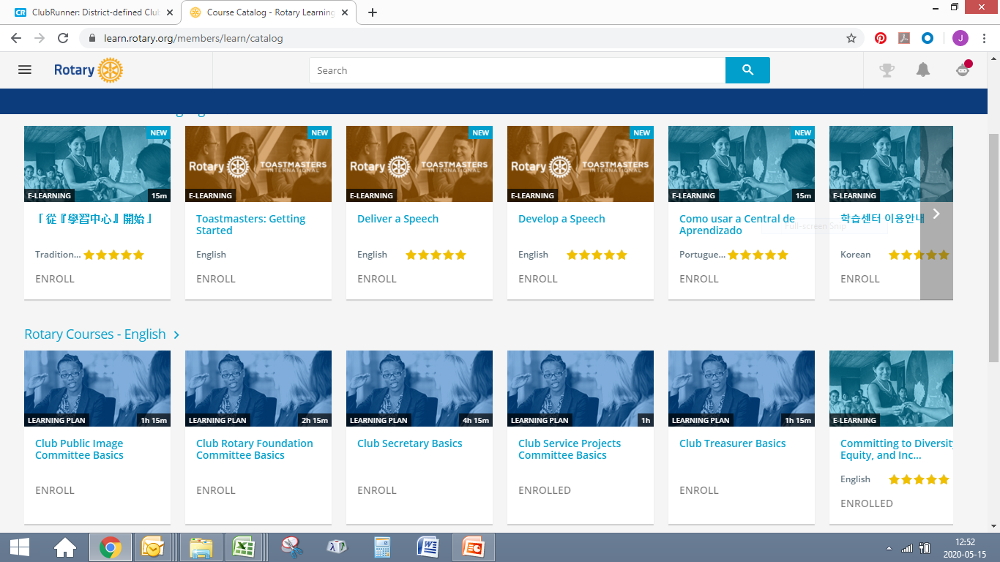 ClubRunner: District-defined Club
Course Catalog - Rotary Learning
learn.rotary.org/members/learn/catalog
J
Rotary
Search
NEW
E-LEARNING
15m
「從『學習中心』開始」
Tradition...
ENROLL
NEW
Rotary
TOASTMASTERS
INTERNATIONAL
E-LEARNING
Toastmasters: Getting
Started
English
ENROLL
NEW
Rotary
TOASTMASTERS
INTERNATIONAL
E-LEARNING
Deliver a Speech
English
ENROLL
NEW
Rotary
TOASTMASTERS
INTERNATIONAL
E-LEARNING
Develop a Speech
English
ENROLL
NEW
E-LEARNING
15m
Como usar a Central de
Aprendizado
Full-screen Snip
Portugue...
ENROLL
E-LEARNING
학습센터 이용안내
Korean
ENROLL
Rotary Courses - English
LEARNING PLAN
1h 15m
Club Public Image
Committee Basics
ENROLL
LEARNING PLAN
2h 15m
Club Rotary Foundation
Committee Basics
ENROLL
LEARNING PLAN
4h 15m
Club Secretary Basics
ENROLL
LEARNING PLAN
1h
Club Service Projects
Committee Basics
ENROLLED
LEARNING PLAN
1h 15m
Club Treasurer Basics
ENROLL
E-LEARNING
Committing to Diversity
Equity, and Inc...
English
ENROLLED
12:52
2020-05-15